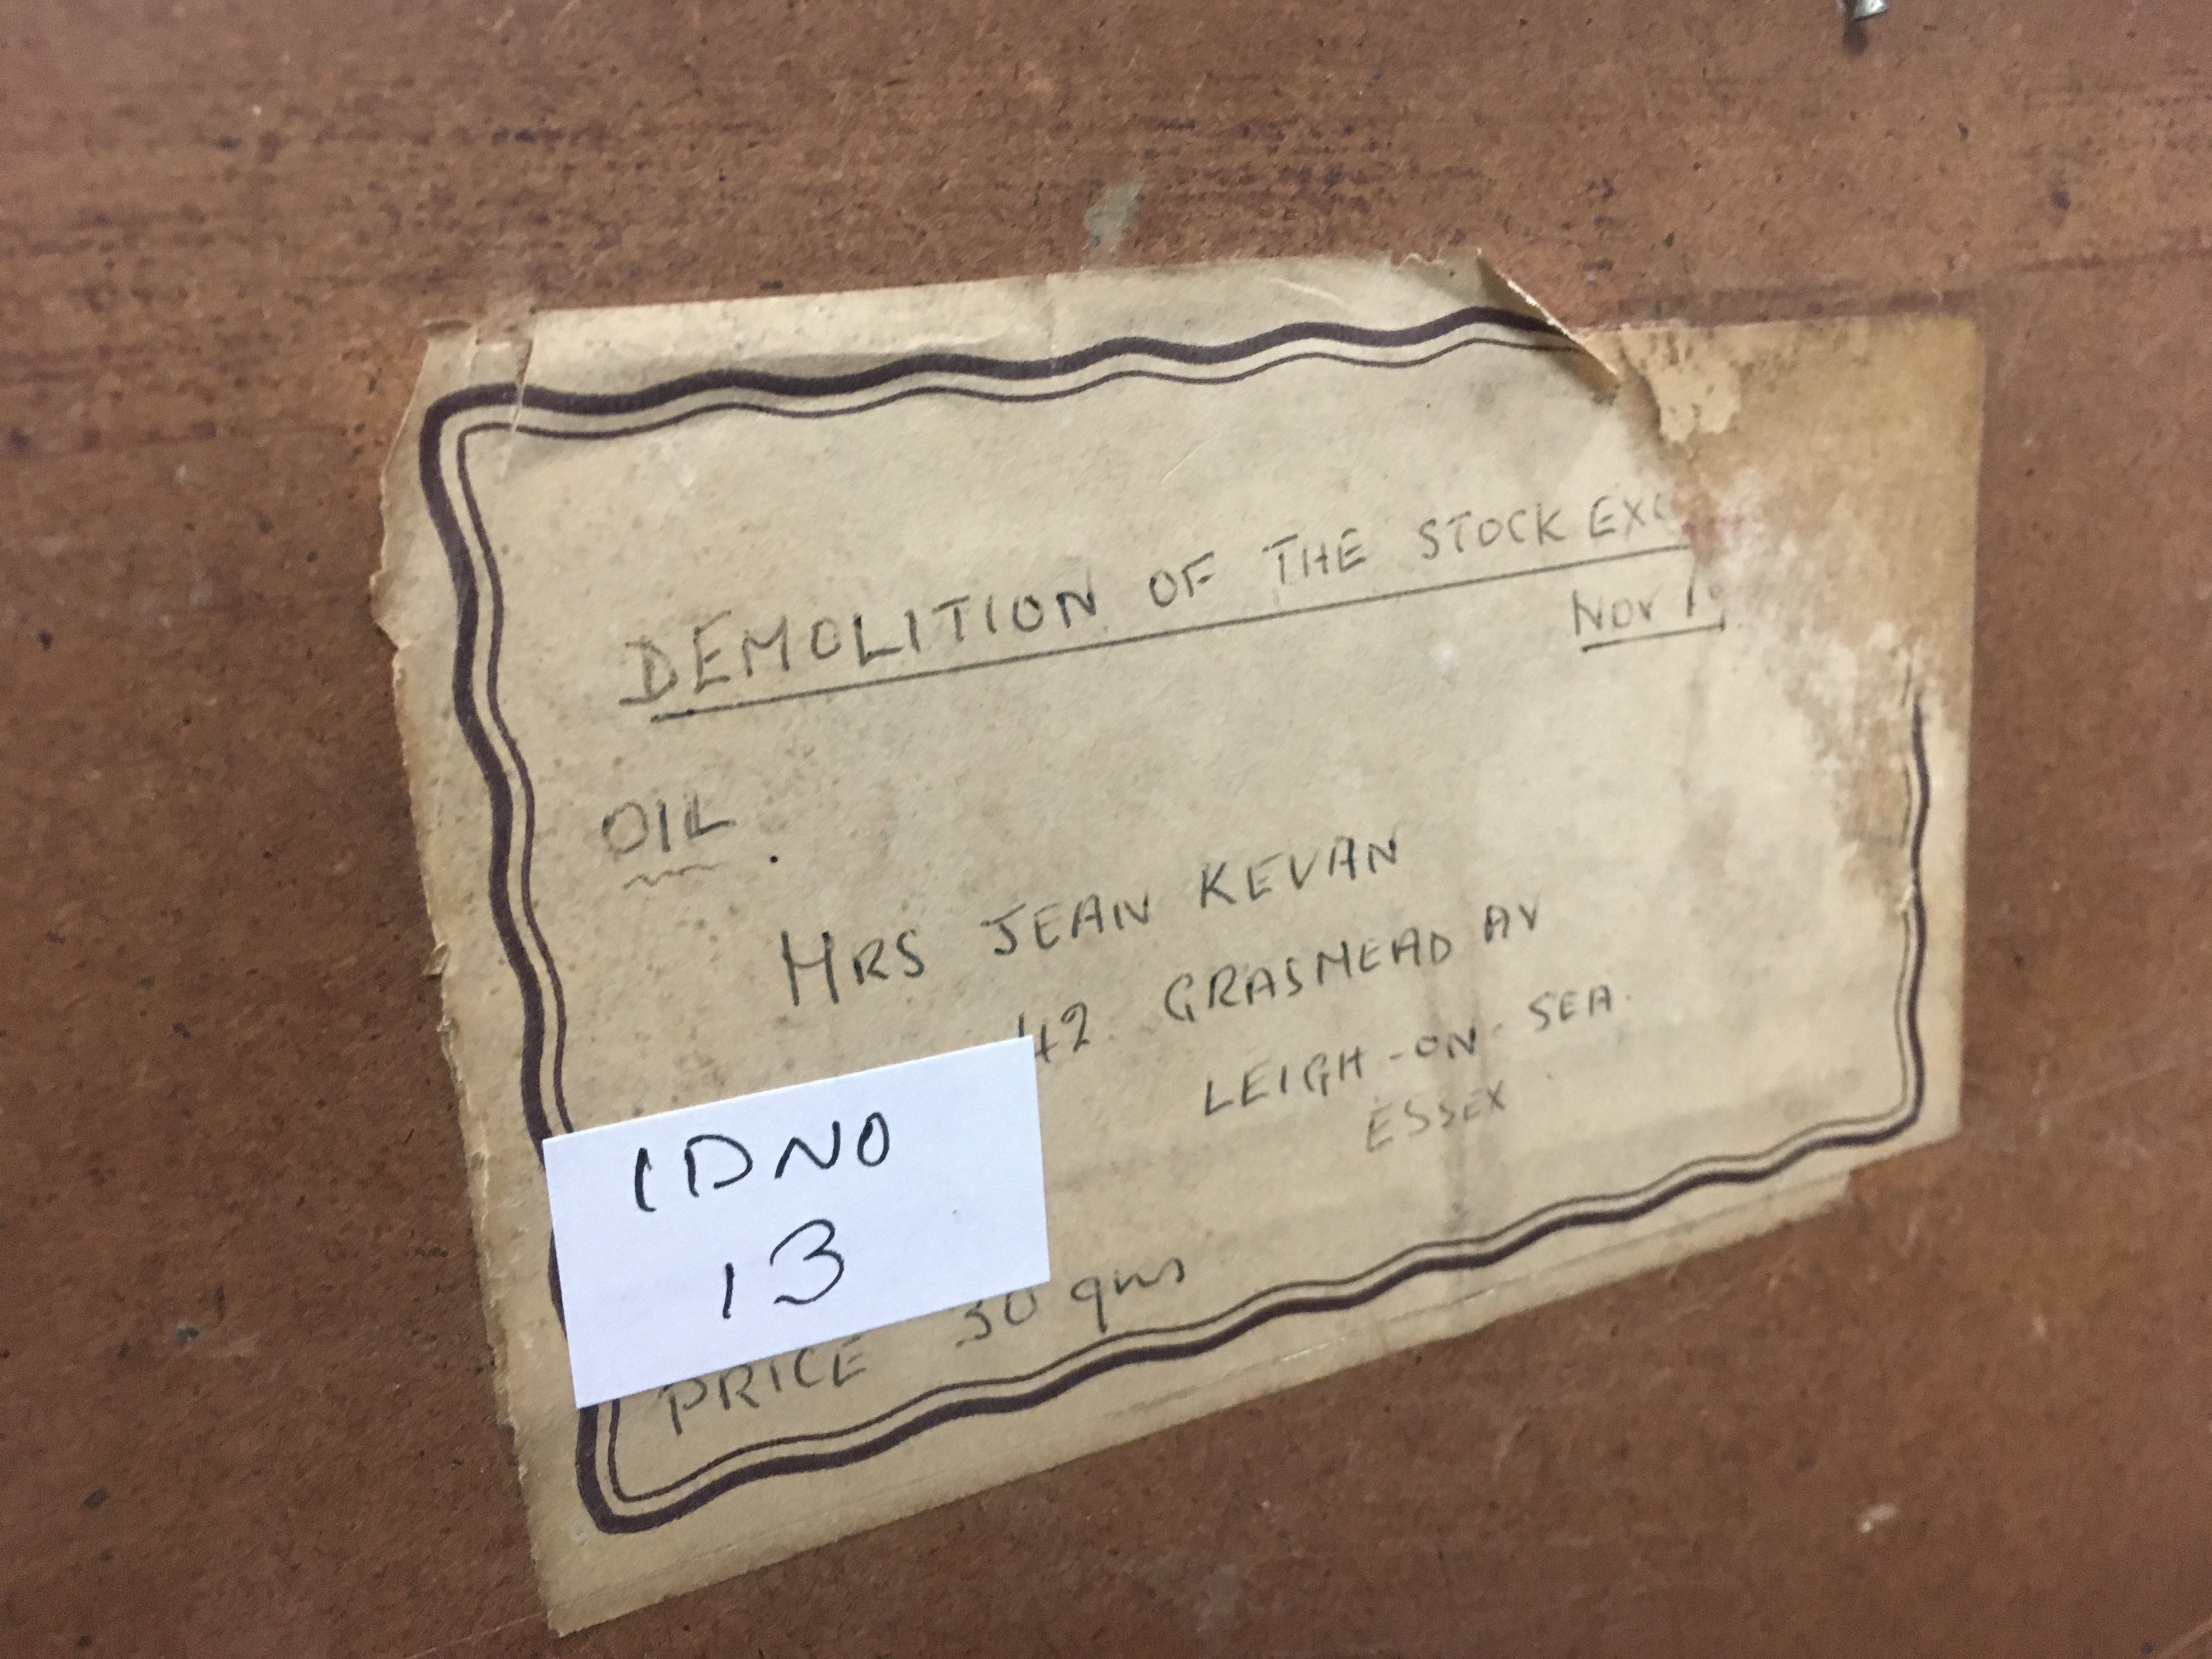 DEMOLITION OF THE STOCK EXC
NOV 19
OIL
MRS JEAN KEVAN
42 GRASMEAD AV
LEIGH-ON-SEA.
ESSEX.
IDNO
13
PRICE 30 gns